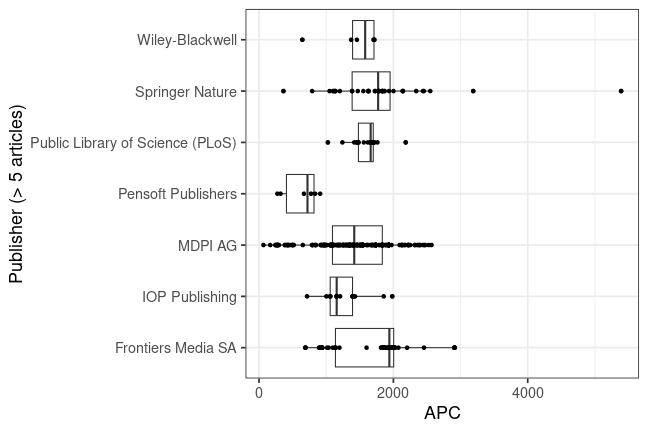 Publisher (> 5 articles)
Wiley-Blackwell
Springer Nature
Public Library of Science (PLoS)
Pensoft Publishers
MDPI AG
IOP Publishing
Frontiers Media SA
0 2000 4000
APC